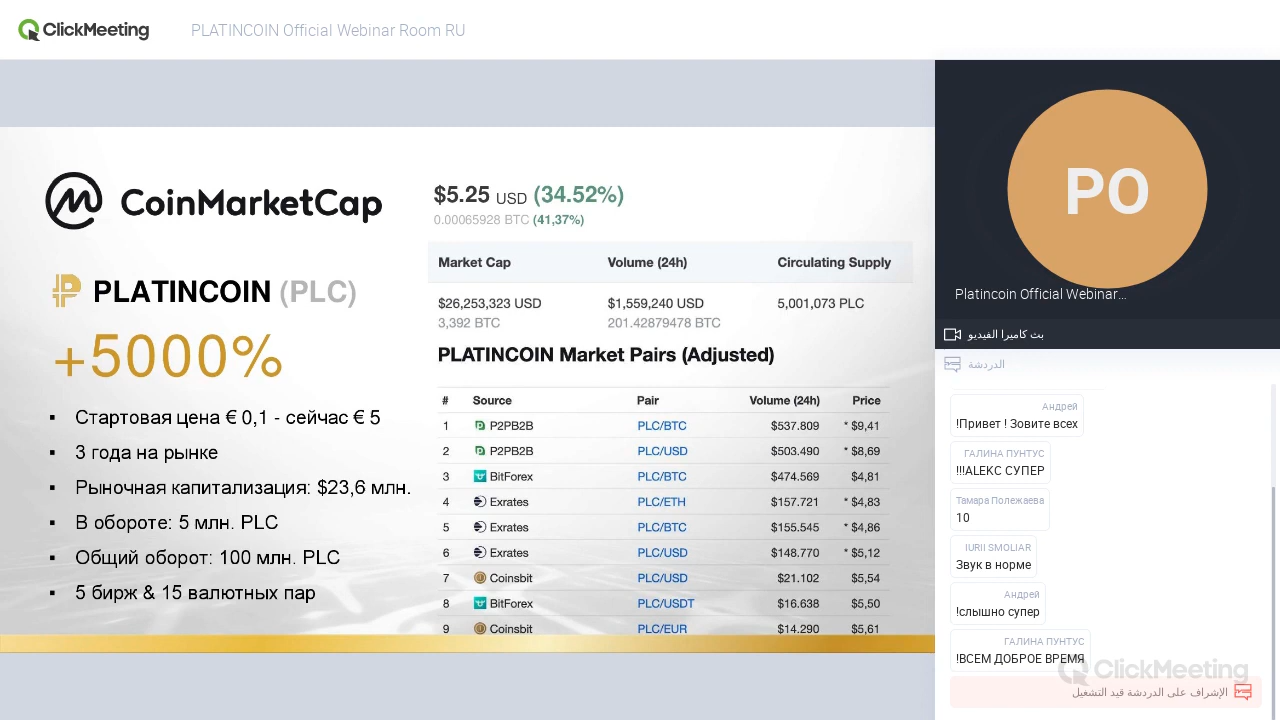 ClickMeeting
PLATINCOIN Official Webinar Room RU
CoinMarketCap
PLATINCOIN (PLC)
+5000%
▪ Стартовая цена € 0,1 - сейчас € 5
▪ 3 года на рынке
▪ Рыночная капитализация: $23,6 млн.
▪ В обороте: 5 млн. PLC
▪ Общий оборот: 100 млн. PLC
▪ 5 бирж & 15 валютных пар
$5.25 USD (34.52%)
0.00065928 BTC (41,37%)
Market Cap Volume (24h) Circulating Supply
$26,253,323 USD $1,559,240 USD 5,001,073 PLC
3,392 BTC 201.42879478 BTC
PLATINCOIN Market Pairs (Adjusted)
# Source Pair Volume (24h) Price
1 P2PB2B PLC/BTC $537.809 * $9,41
2 P2PB2B PLC/USD $503.490 * $8,69
3 BitForex PLC/BTC $474.569 $4,81
4 Exrates PLC/ETH $157.721 * $4,83
5 Exrates PLC/BTC $155.545 * $4,86
6 Exrates PLC/USD $148.770 * $5,12
7 Coinsbit PLC/USD $21.102 $5,54
8 BitForex PLC/USDT $16.638 $5,50
9 Coinsbit PLC/EUR $14.290 $5,61
PO
Platincoin Official Webinar...
بث كاميرا الفيديو
الدردشة
Андрей
!Привет ! Зовите всех
ГАЛИНА ПУНТУС
!!!ALEKC СУПЕР
Тамара Полежаева
10
IURII SMOLIAR
Звук в норме
Андрей
!слышно супер
ГАЛИНА ПУНТУС
!ВСЕМ ДОБРОЕ ВРЕМЯ
ClickMeeting
الإشراف على الدردشة قيد التشغيل